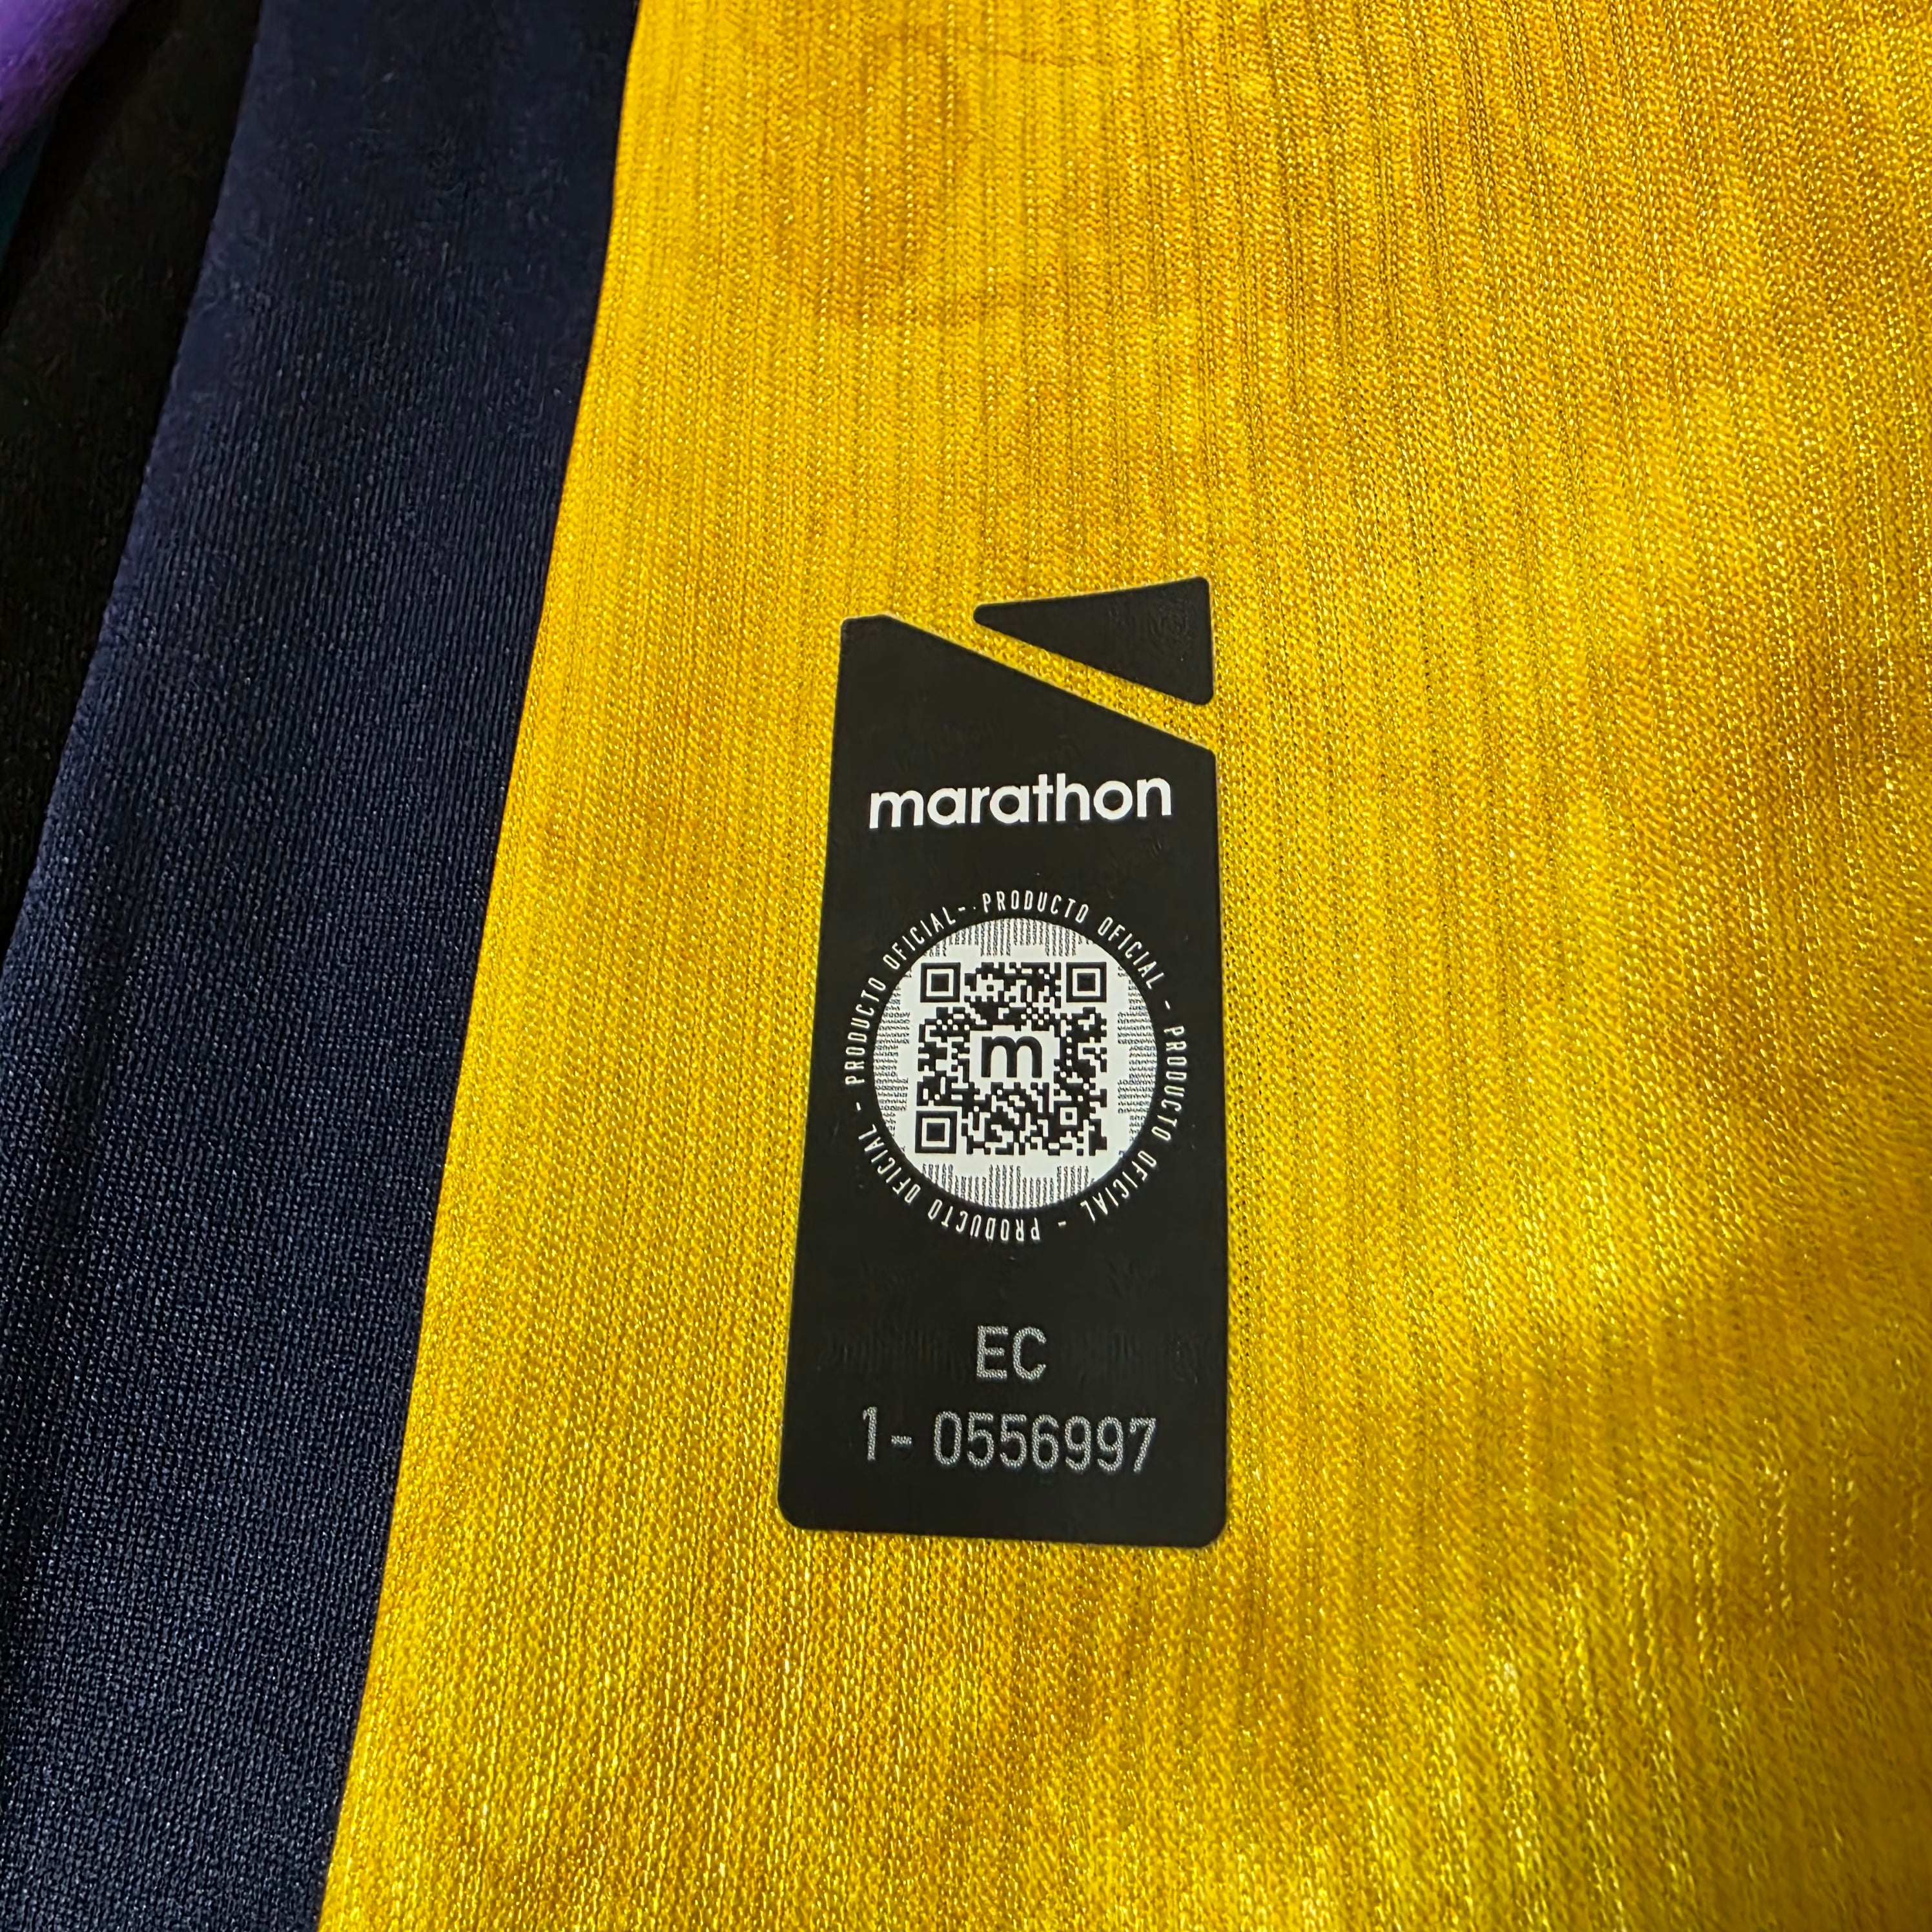 marathon
PRODUCTO OFICIAL - PRODUCTO OFICIAL - PRODUCTO OFICIAL - PRODUCTO OFICIAL -
m
EC
1- 0556997